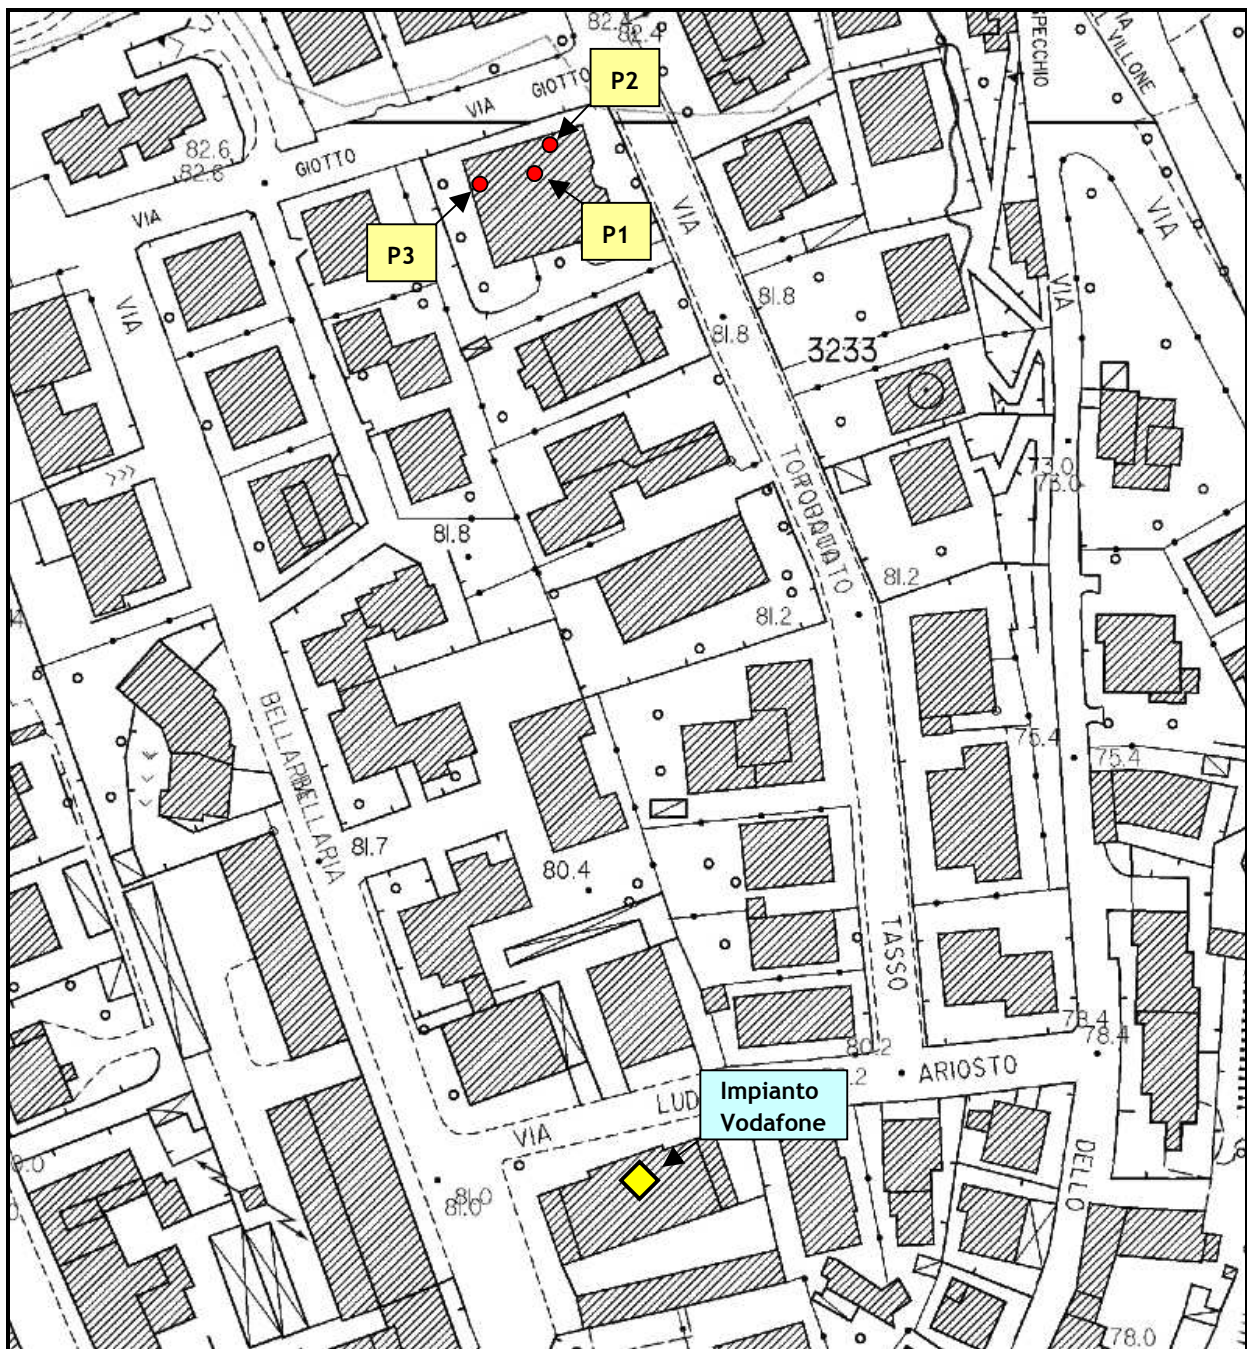 82.4
82.4
P2
GIOTTO
VIA
SPECCHIO
VIA
VILLONE
82.6
82.6
GIOTTO
VIA
P3
P1
VIA
VIA
VIA
VIA
81.8
81.8
3233
73.0
81.8
TORQUATO
81.2
81.2
BELLARIA
BELLARIA
75.4
75.4
81.7
80.4
TASSO
78.4
78.4
80.2
ARIOSTO
Impianto
Vodafone
VIA
DELLO
81.0
81.0
78.0